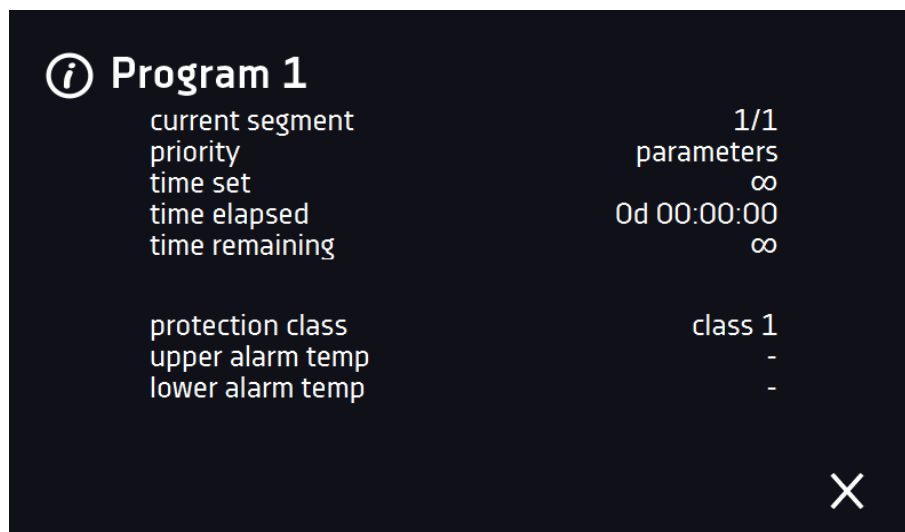 Program 1
current segment 1/1
priority parameters
time set ∞
time elapsed 0d 00:00:00
time remaining ∞
protection class class 1
upper alarm temp -
lower alarm temp -